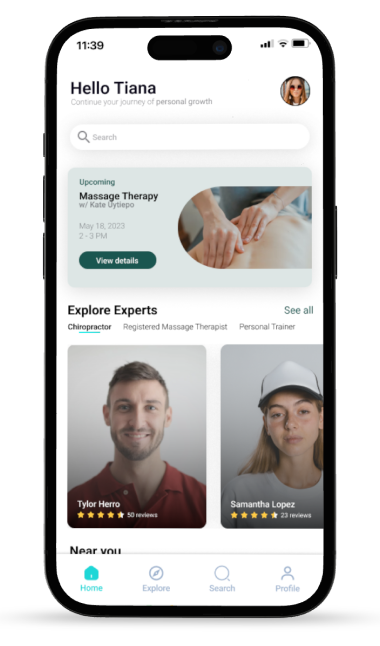 11:39
Hello Tiana
Continue your journey of personal growth
Search
Upcoming
Massage Therapy
w/ Kate Uytiepo
May 18, 2023
2 - 3 PM
View details
Explore Experts
See all
Chiropractor Registered Massage Therapist Personal Trainer
Tylor Herro
50 reviews
Samantha Lopez
23 reviews
Near you
Home Explore Search Profile